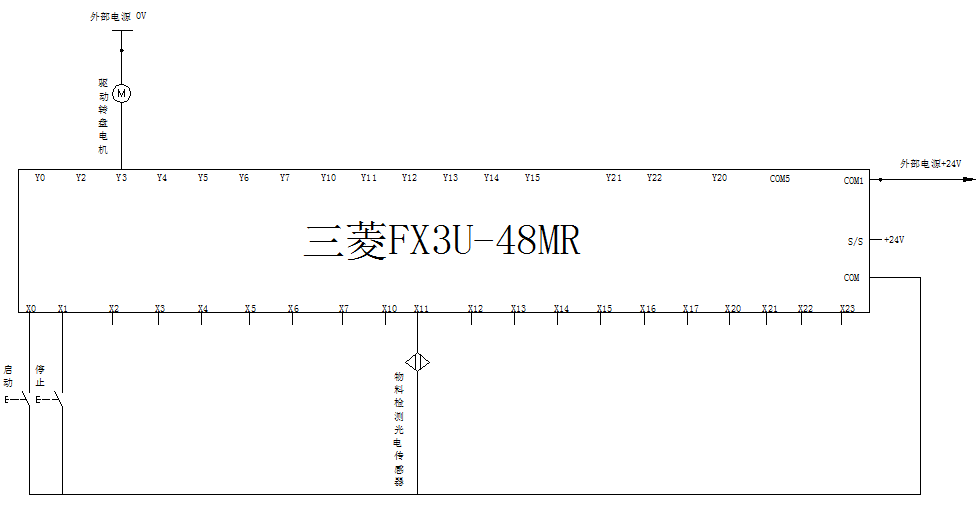 外部电源 0V
驱动转盘电机
M
外部电源+24V
Y0 Y2 Y3 Y4 Y5 Y6 Y7 Y10 Y11 Y12 Y13 Y14 Y15 Y21 Y22 Y20 COM5 COM1
三菱FX3U-48MR
S/S +24V
COM
X0 X1 X2 X3 X4 X5 X6 X7 X10 X11 X12 X13 X14 X15 X16 X17 X20 X21 X22 X23
启动
停止
物料检测光电传感器